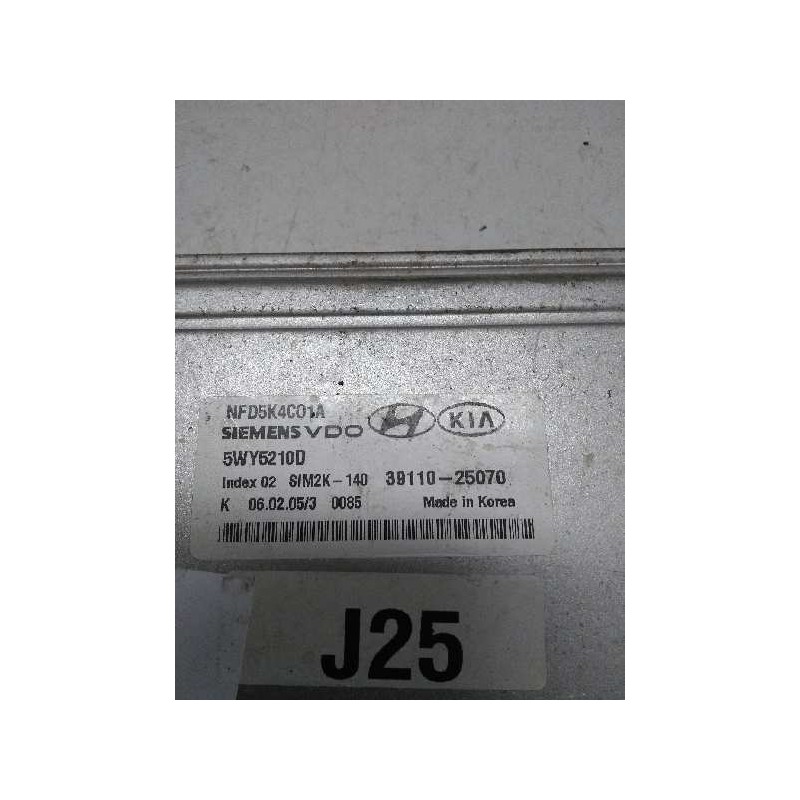 NFD5K4C01A
SIEMENS VDO KIA
5WY5210D
Index 02 SIM2K-140 39110-25070
K 06.02.05/3 0085 Made in Korea
J25